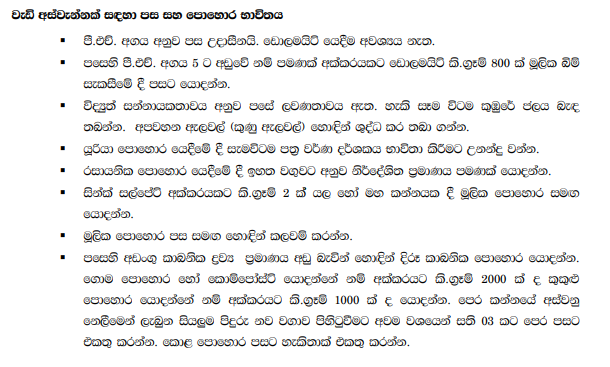 වැඩි අස්වැන්නක් සඳහා පස සහ පොහොර භාවිතය
▪ පී.එච්. අගය අනුව පස උදාසීනයි. ඩොලමයිට් යෙදීම අවශ්‍යය නැත.
▪ පසෙහි පී.එච්. අගය 5 ට අඩුවේ නම් පමණක් අක්කරයකට ඩොලමයිට් කි.ග්‍රෑම් 800 ක් මූලික බිම්
සැකසීමේ දී පසට යොදන්න.
▪ විද්‍යුත් සන්නායකතාවය අනුව පසේ ලවණතාවය ඇත. හැකි සෑම විටම කුඹුරේ ජලය බැඳ
තබන්න. අපවහන ඇලවල් (කුණු ඇලවල්) හොඳින් ශුද්ධ කර තබා ගන්න.
▪ යූරියා පොහොර යෙදීමේ දී සැමවිටම පත්‍ර වර්ණ දර්ශකය භාවිතා කිරීමට උනන්දු වන්න.
▪ රසායනික පොහොර යෙදීමේ දී ඉහත වගුවට අනුව නිර්දේශිත ප්‍රමාණය පමණක් යොදන්න.
▪ සින්ක් සල්ෆේට් අක්කරයකට කි.ග්‍රෑම් 2 ක් යල හෝ මහ කන්නයක දී මූලික පොහොර සමඟ
යොදන්න.
▪ මූලික පොහොර පස සමඟ හොඳින් කලවම් කරන්න.
▪ පසෙහි අඩංගු කාබනික ද්‍රව්‍ය ප්‍රමාණය අඩු බැවින් හොඳින් දිරූ කාබනික පොහොර යොදන්න.
ගොම පොහොර හෝ කොම්පෝස්ට් යොදන්නේ නම් අක්කරයට කි.ග්‍රෑම් 2000 ක් ද කුකුළු
පොහොර යොදන්නේ නම් අක්කරයට කි.ග්‍රෑම් 1000 ක් ද යොදන්න. පෙර කන්නයේ අස්වනු
නෙලීමෙන් ලැබුන සියලුම පිදුරු නව වගාව පිහිටුවීමට අවම වශයෙන් සති 03 කට පෙර පසට
එකතු කරන්න. කොළ පොහොර පසට හැකිතාක් එකතු කරන්න.